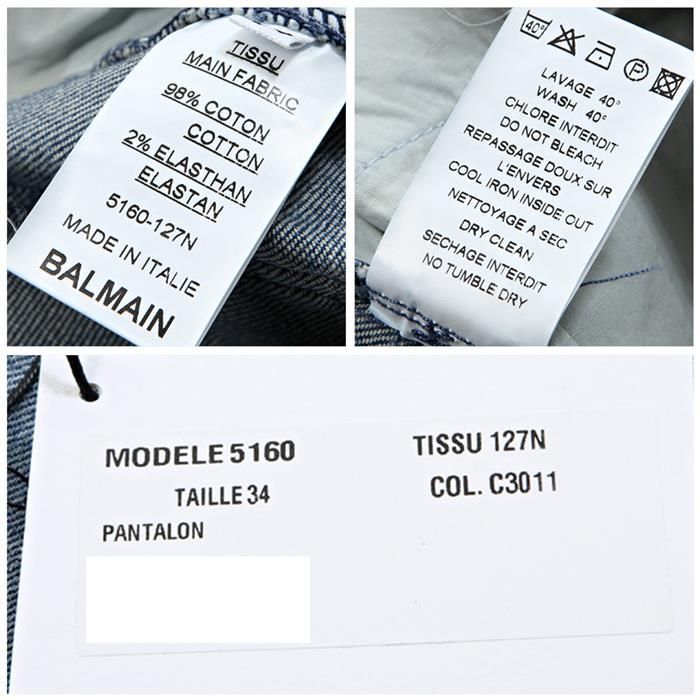 TISSU
MAIN FABRIC
98% COTON
COTTON
2% ELASTHAN
ELASTAN
5160-127N
MADE IN ITALIE
BALMAIN
40°
P
LAVAGE 40°
WASH 40°
CHLORE INTERDIT
DO NOT BLEACH
REPASSAGE DOUX SUR
L'ENVERS
COOL IRON INSIDE OUT
NETTOYAGE A SEC
DRY CLEAN
SECHAGE INTERDIT
NO TUMBLE DRY
MODELE 5160
TISSU 127N
TAILLE 34
COL. C3011
PANTALON